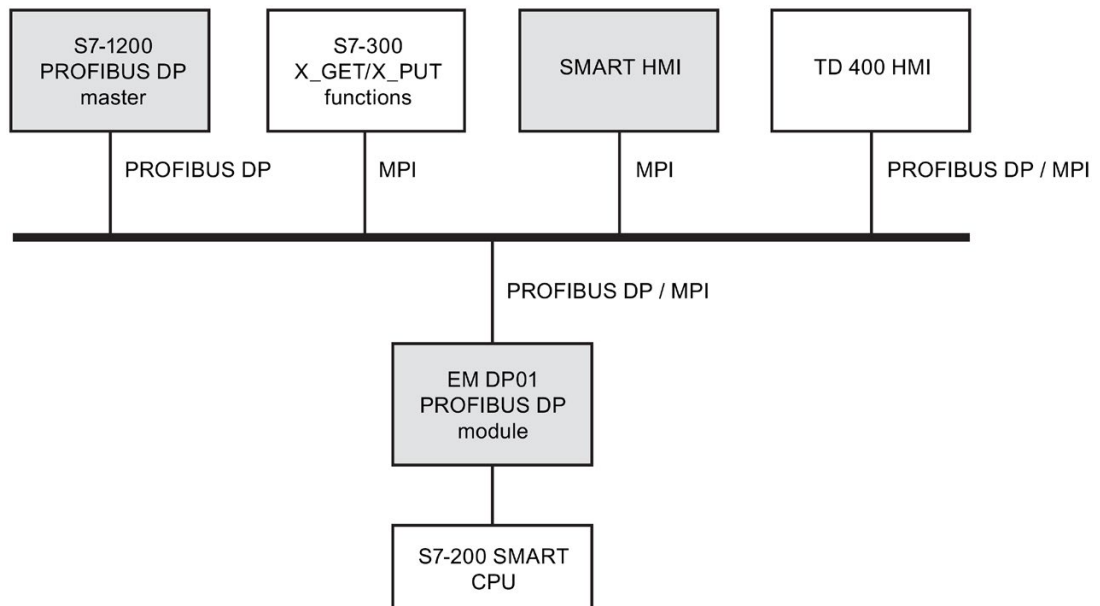 S7-1200
PROFIBUS DP
master
S7-300
X_GET/X_PUT
functions
SMART HMI
TD 400 HMI
PROFIBUS DP
MPI
MPI
PROFIBUS DP / MPI
PROFIBUS DP / MPI
EM DP01
PROFIBUS DP
module
S7-200 SMART
CPU